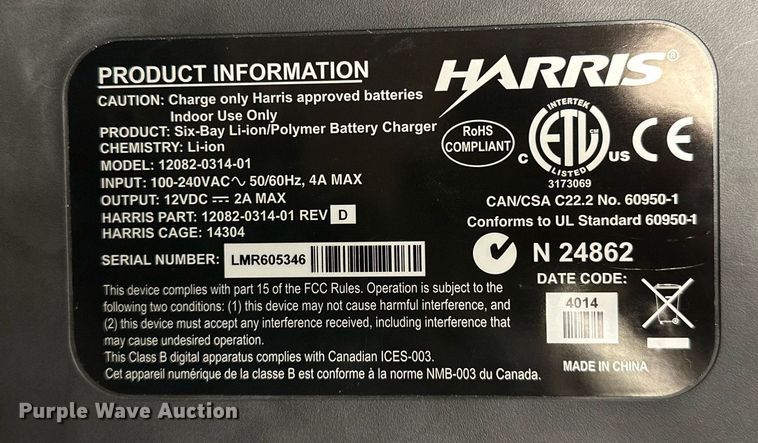 PRODUCT INFORMATION
CAUTION: Charge only Harris approved batteries
Indoor Use Only
PRODUCT: Six-Bay Li-ion/Polymer Battery Charger
CHEMISTRY: Li-ion
MODEL: 12082-0314-01
INPUT: 100-240VAC∿ 50/60Hz, 4A MAX
OUTPUT: 12VDC ⎓ 2A MAX
HARRIS PART: 12082-0314-01 REV D
HARRIS CAGE: 14304
SERIAL NUMBER: LMR605346
This device complies with part 15 of the FCC Rules. Operation is subject to the
following two conditions: (1) this device may not cause harmful interference, and
(2) this device must accept any interference received, including interference that
may cause undesired operation.
This Class B digital apparatus complies with Canadian ICES-003.
Cet appareil numérique de la classe B est conforme à la norme NMB-003 du Canada.
HARRIS®
RoHS
COMPLIANT
INTERTEK
C ETL CM US CE
LISTED
3173069
CAN/CSA C22.2 No. 60950-1
Conforms to UL Standard 60950-1
N 24862
DATE CODE:
4014
MADE IN CHINA
Purple Wave Auction